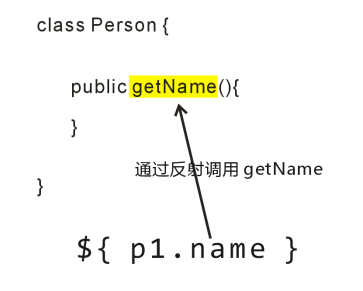 class Person {
public getName(){
}
通过反射调用 getName
}
${ p1.name }